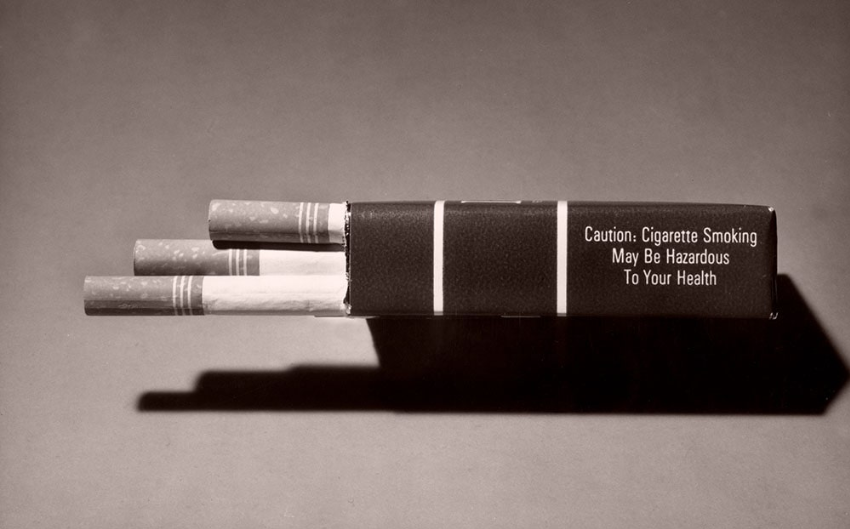 Caution: Cigarette Smoking
May Be Hazardous
To Your Health